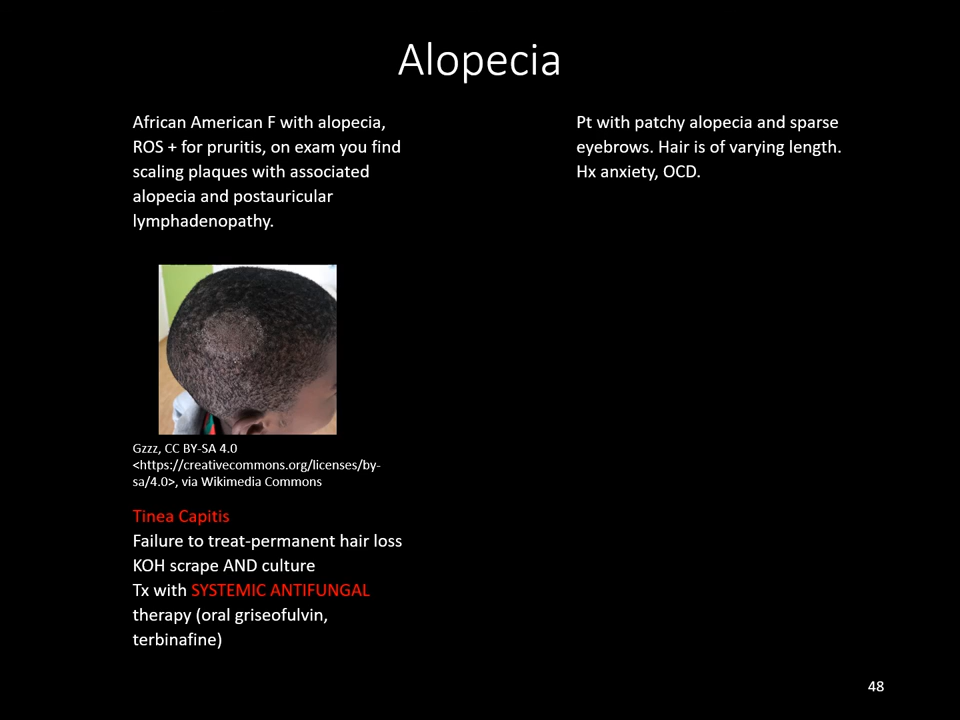 Alopecia
African American F with alopecia,
ROS + for pruritis, on exam you find
scaling plaques with associated
alopecia and postauricular
lymphadenopathy.
Gzzz, CC BY-SA 4.0
<https://creativecommons.org/licenses/by-
sa/4.0>, via Wikimedia Commons
Tinea Capitis
Failure to treat-permanent hair loss
KOH scrape AND culture
Tx with SYSTEMIC ANTIFUNGAL
therapy (oral griseofulvin,
terbinafine)
Pt with patchy alopecia and sparse
eyebrows. Hair is of varying length.
Hx anxiety, OCD.
48